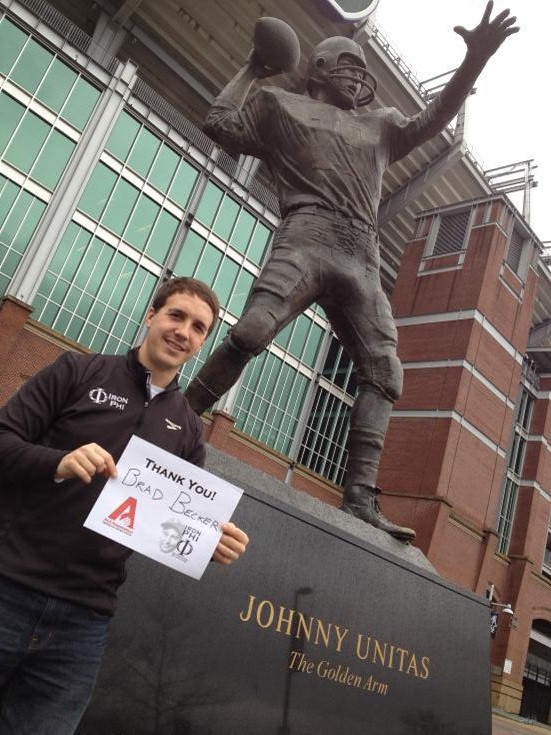 IRON
PHI
THANK YOU!
BRAD BECKER
IRON
PHI
JOHNNY UNITAS
The Golden Arm